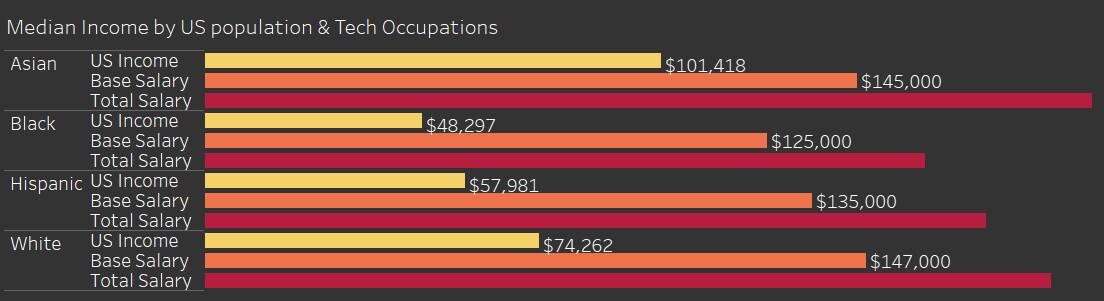 Median Income by US population & Tech Occupations
Asian US Income $101,418
Base Salary $145,000
Total Salary
Black US Income $48,297
Base Salary $125,000
Total Salary
Hispanic US Income $57,981
Base Salary $135,000
Total Salary
White US Income $74,262
Base Salary $147,000
Total Salary